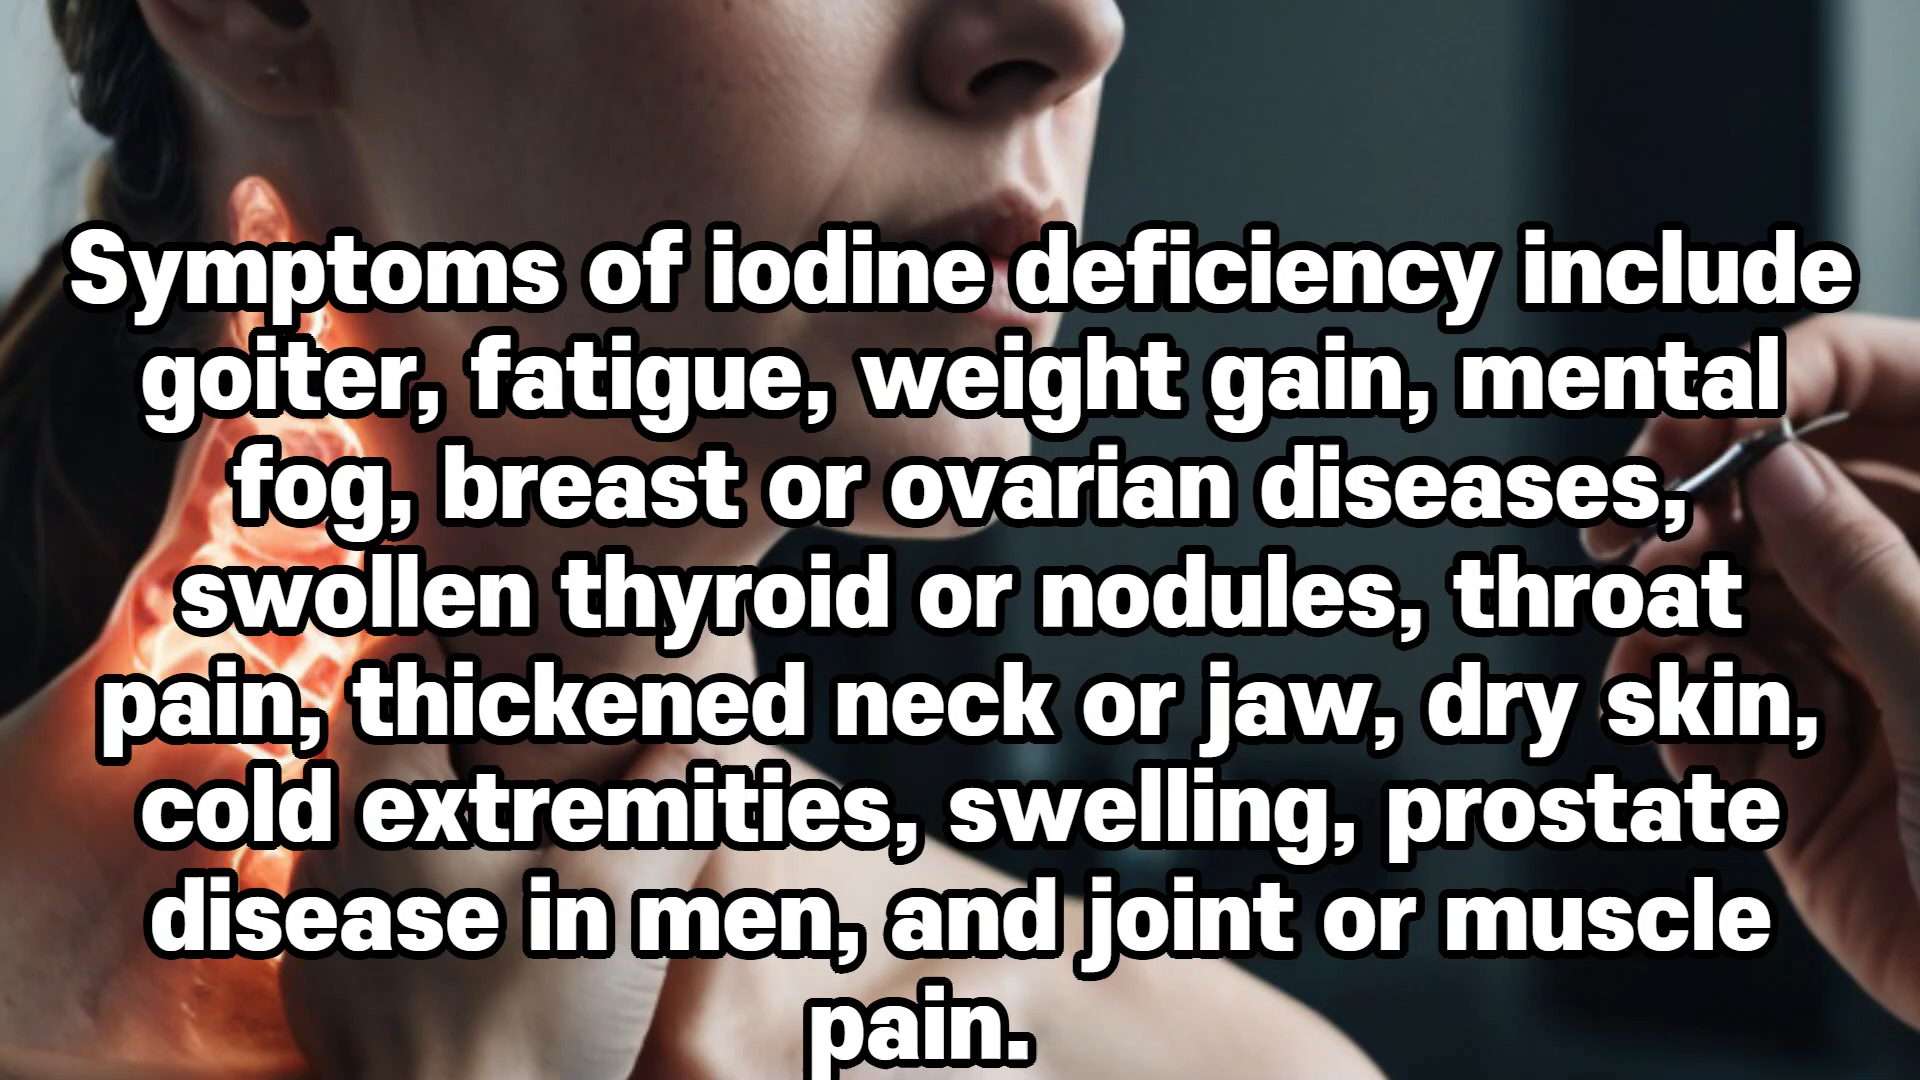 Symptoms of iodine deficiency include
goiter, fatigue, weight gain, mental
fog, breast or ovarian diseases,
swollen thyroid or nodules, throat
pain, thickened neck or jaw, dry skin,
cold extremities, swelling, prostate
disease in men, and joint or muscle
pain.